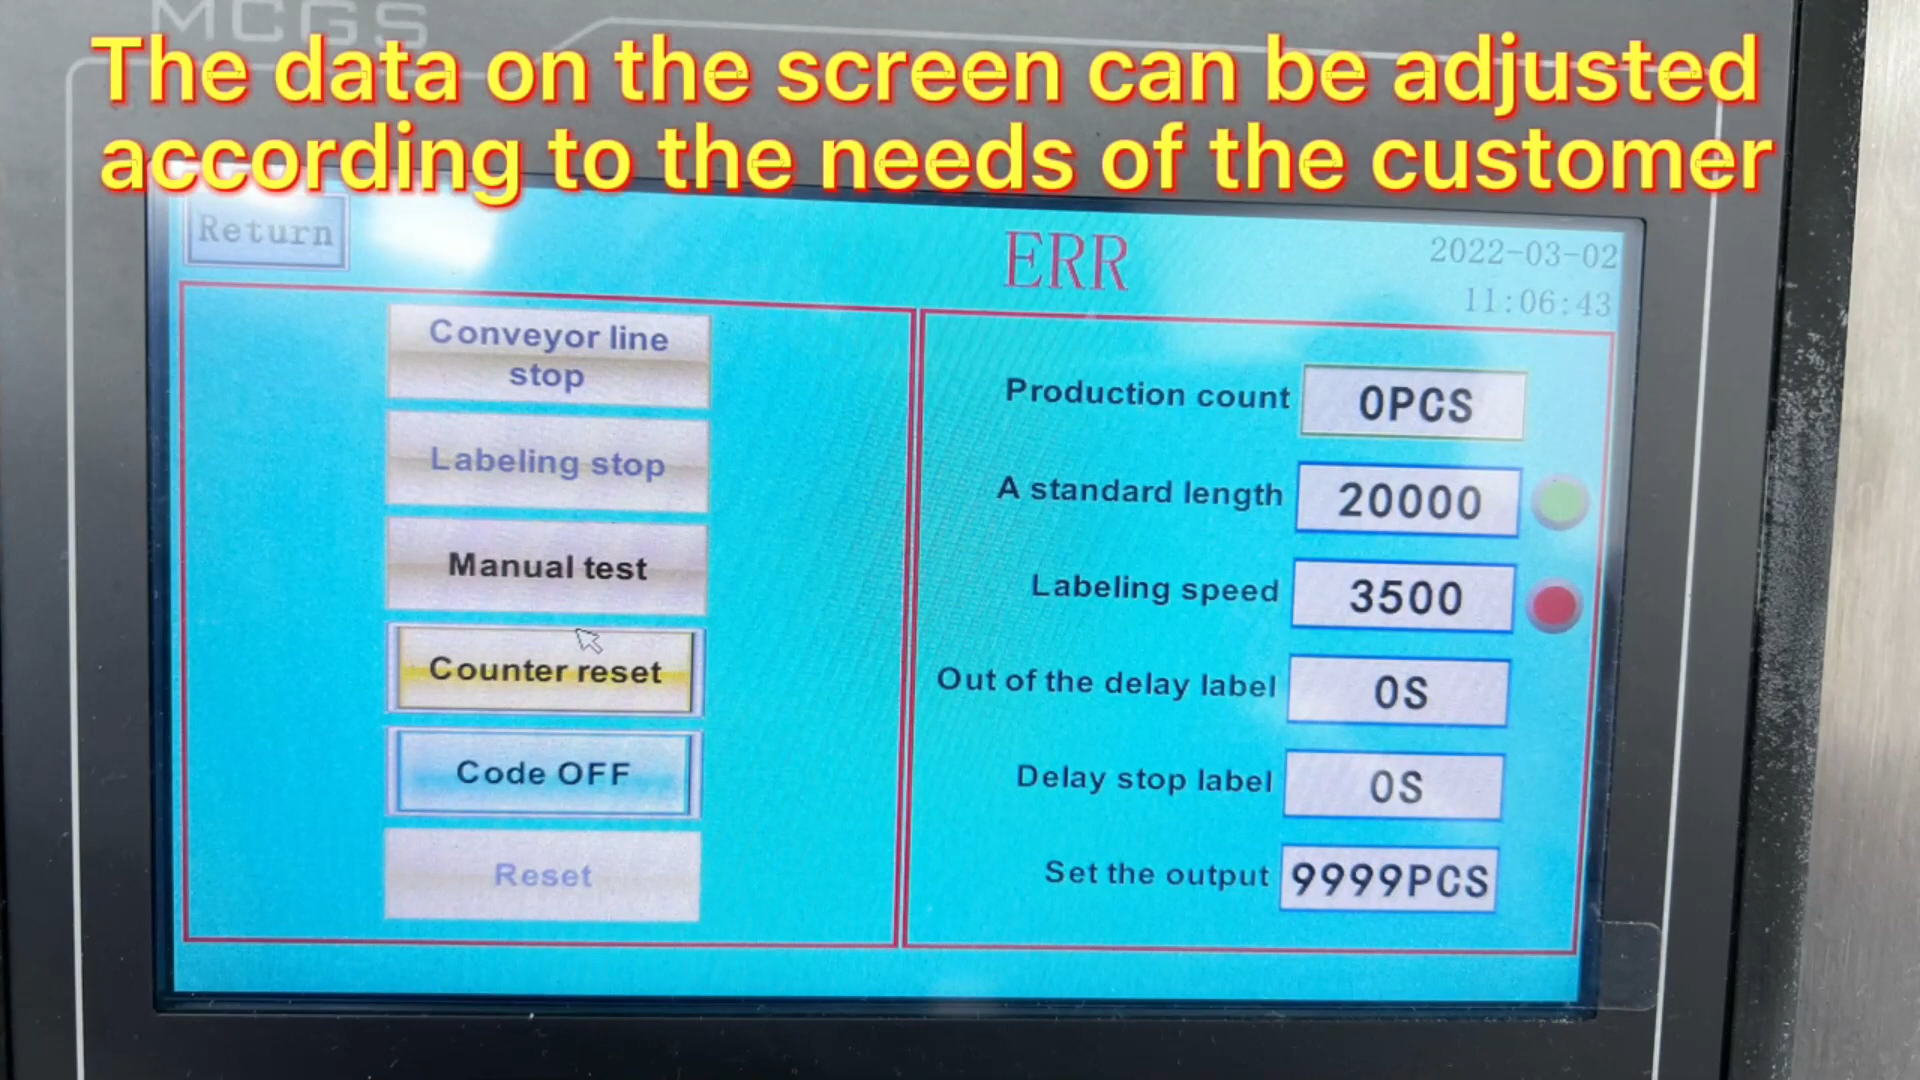 MCGS
The data on the screen can be adjusted
according to the needs of the customer
Return
ERR
2022-03-02
11:06:43
Conveyor line
stop
Labeling stop
Manual test
Counter reset
Code OFF
Reset
Production count 0PCS
A standard length 20000
Labeling speed 3500
Out of the delay label 0S
Delay stop label 0S
Set the output 9999PCS